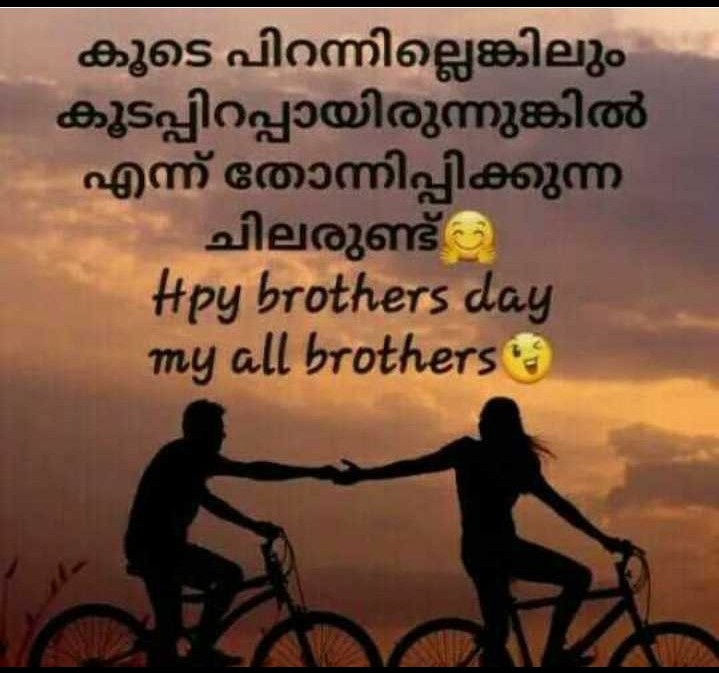 കൂടെ പിറന്നില്ലെങ്കിലും
കൂടപ്പിറപ്പായിരുന്നുങ്കിൽ
എന്ന് തോന്നിപ്പിക്കുന്ന
ചിലരുണ്ട്🤗
Hpy brothers day
my all brothers😜